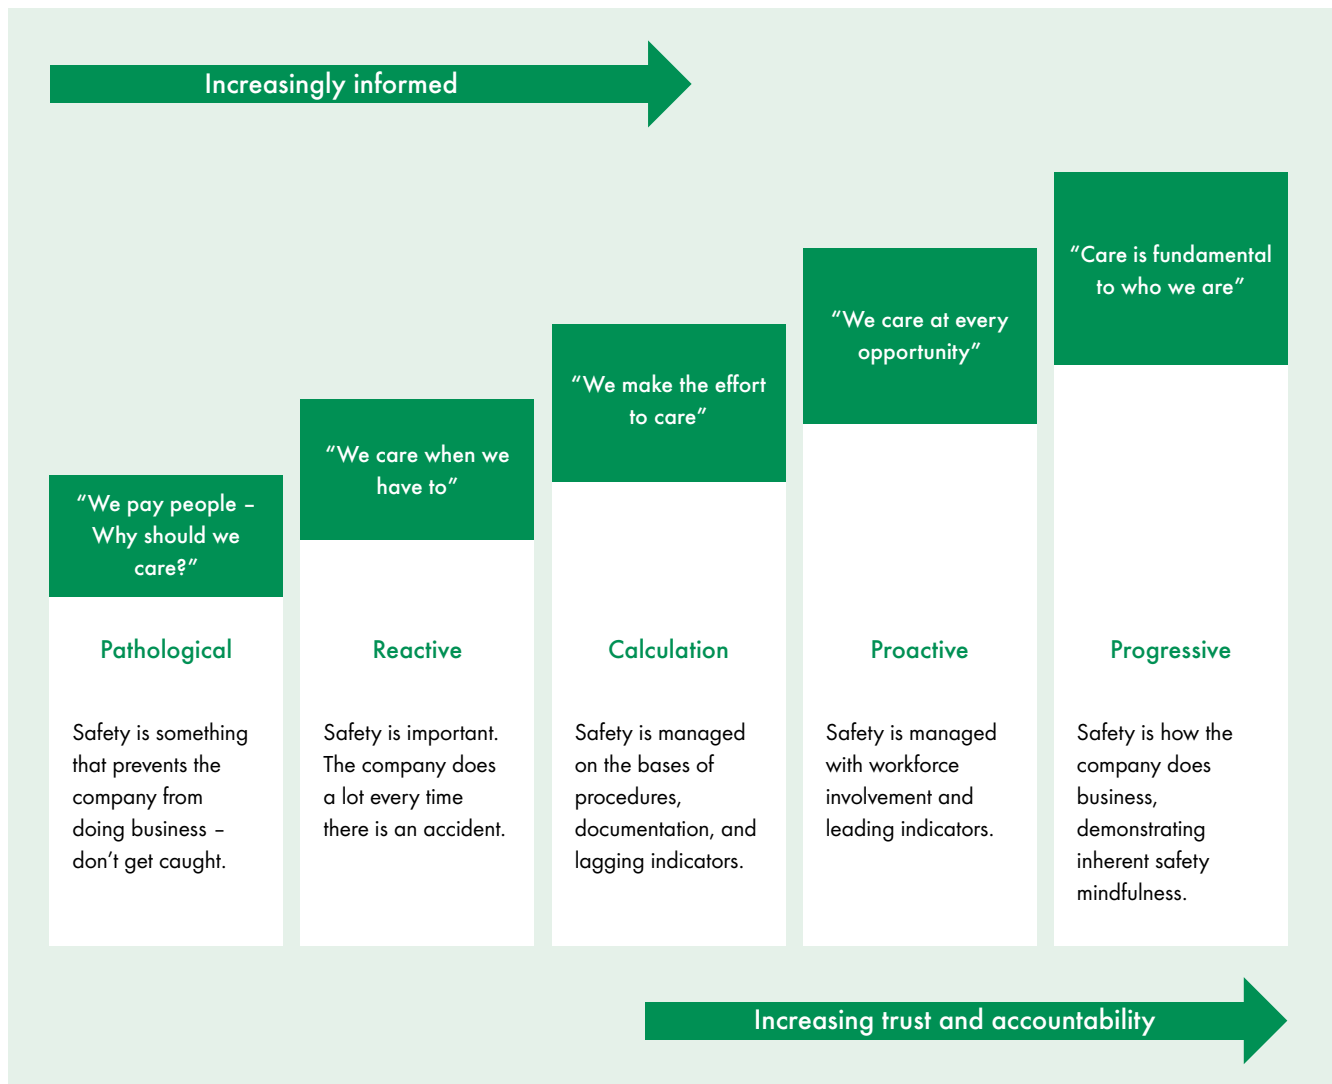 Increasingly informed
“We pay people –
Why should we
care?”
Pathological
Safety is something
that prevents the
company from
doing business –
don’t get caught.
“We care when we
have to”
Reactive
Safety is important.
The company does
a lot every time
there is an accident.
“We make the effort
to care”
Calculation
Safety is managed
on the bases of
procedures,
documentation, and
lagging indicators.
“We care at every
opportunity”
Proactive
Safety is managed
with workforce
involvement and
leading indicators.
“Care is fundamental
to who we are”
Progressive
Safety is how the
company does
business,
demonstrating
inherent safety
mindfulness.
Increasing trust and accountability